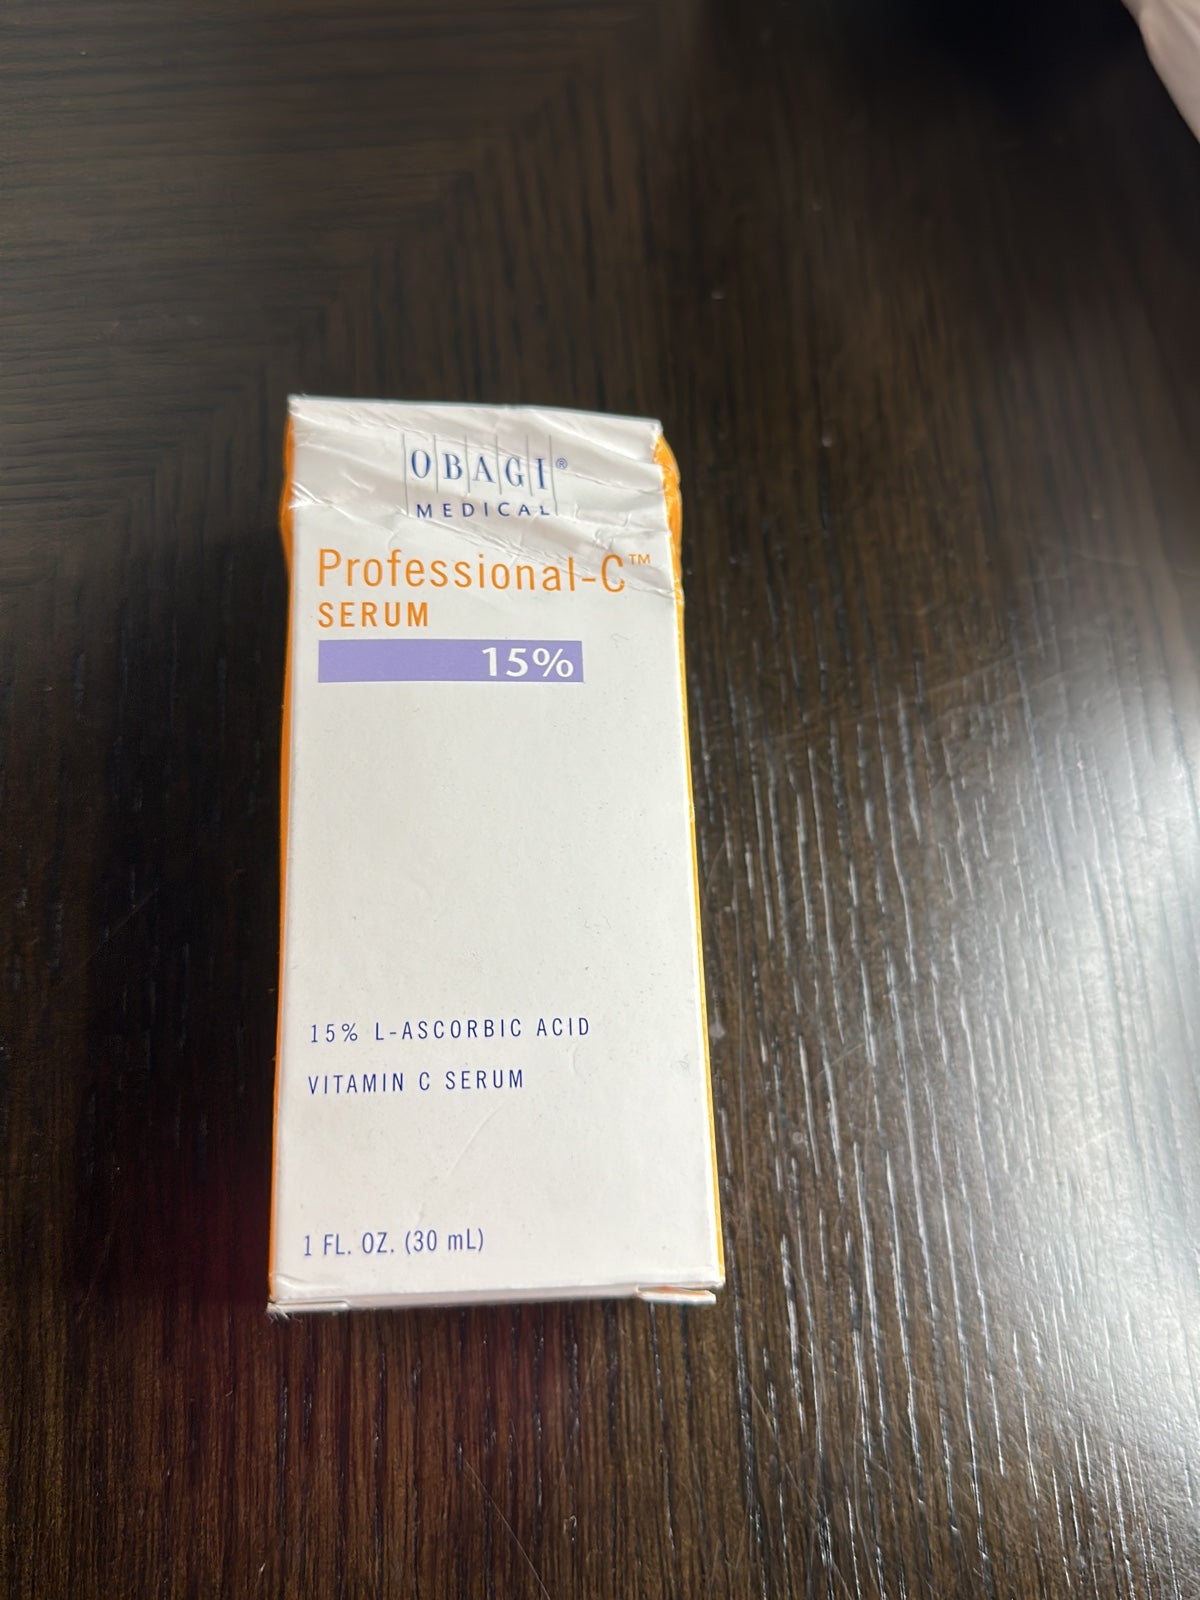 OBAGI®
MEDICAL
Professional-C™
SERUM
15%
15% L-ASCORBIC ACID
VITAMIN C SERUM
1 FL. OZ. (30 mL)